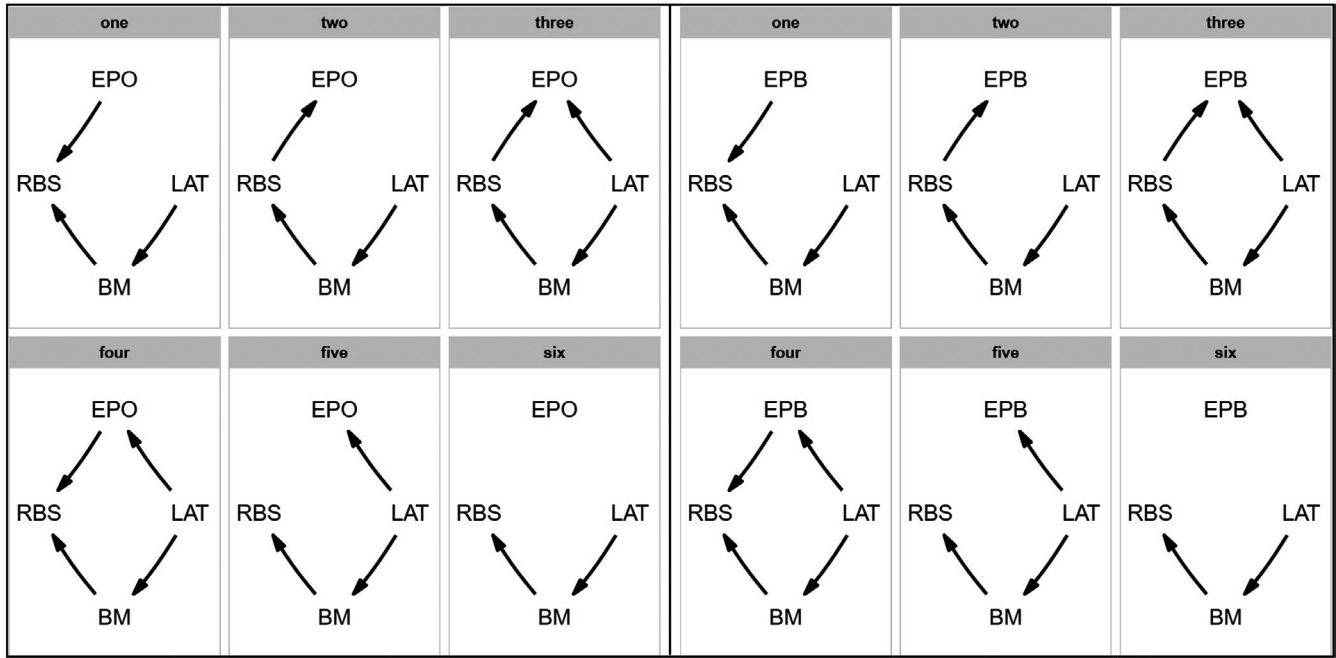 one two three one two three
EPO EPO EPO EPB EPB EPB
RBS LAT RBS LAT RBS LAT RBS LAT RBS LAT RBS LAT
BM BM BM BM BM BM
four five six four five six
EPO EPO EPO EPB EPB EPB
RBS LAT RBS LAT RBS LAT RBS LAT RBS LAT RBS LAT
BM BM BM BM BM BM